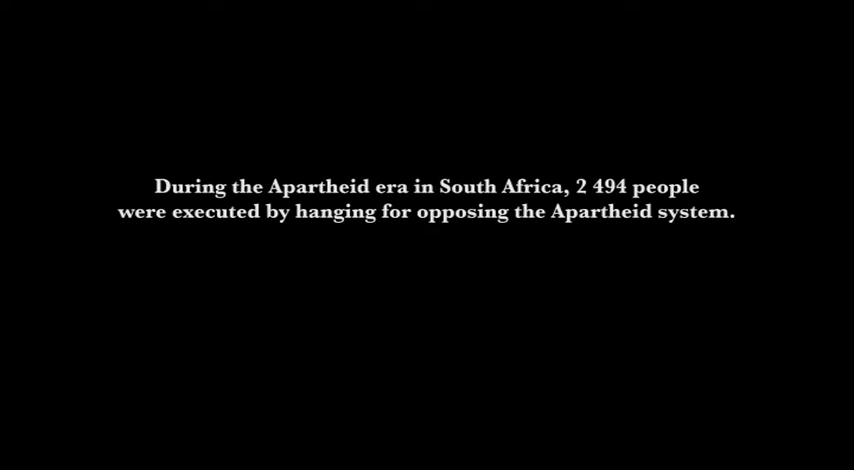 During the Apartheid era in South Africa, 2 494 people
were executed by hanging for opposing the Apartheid system.